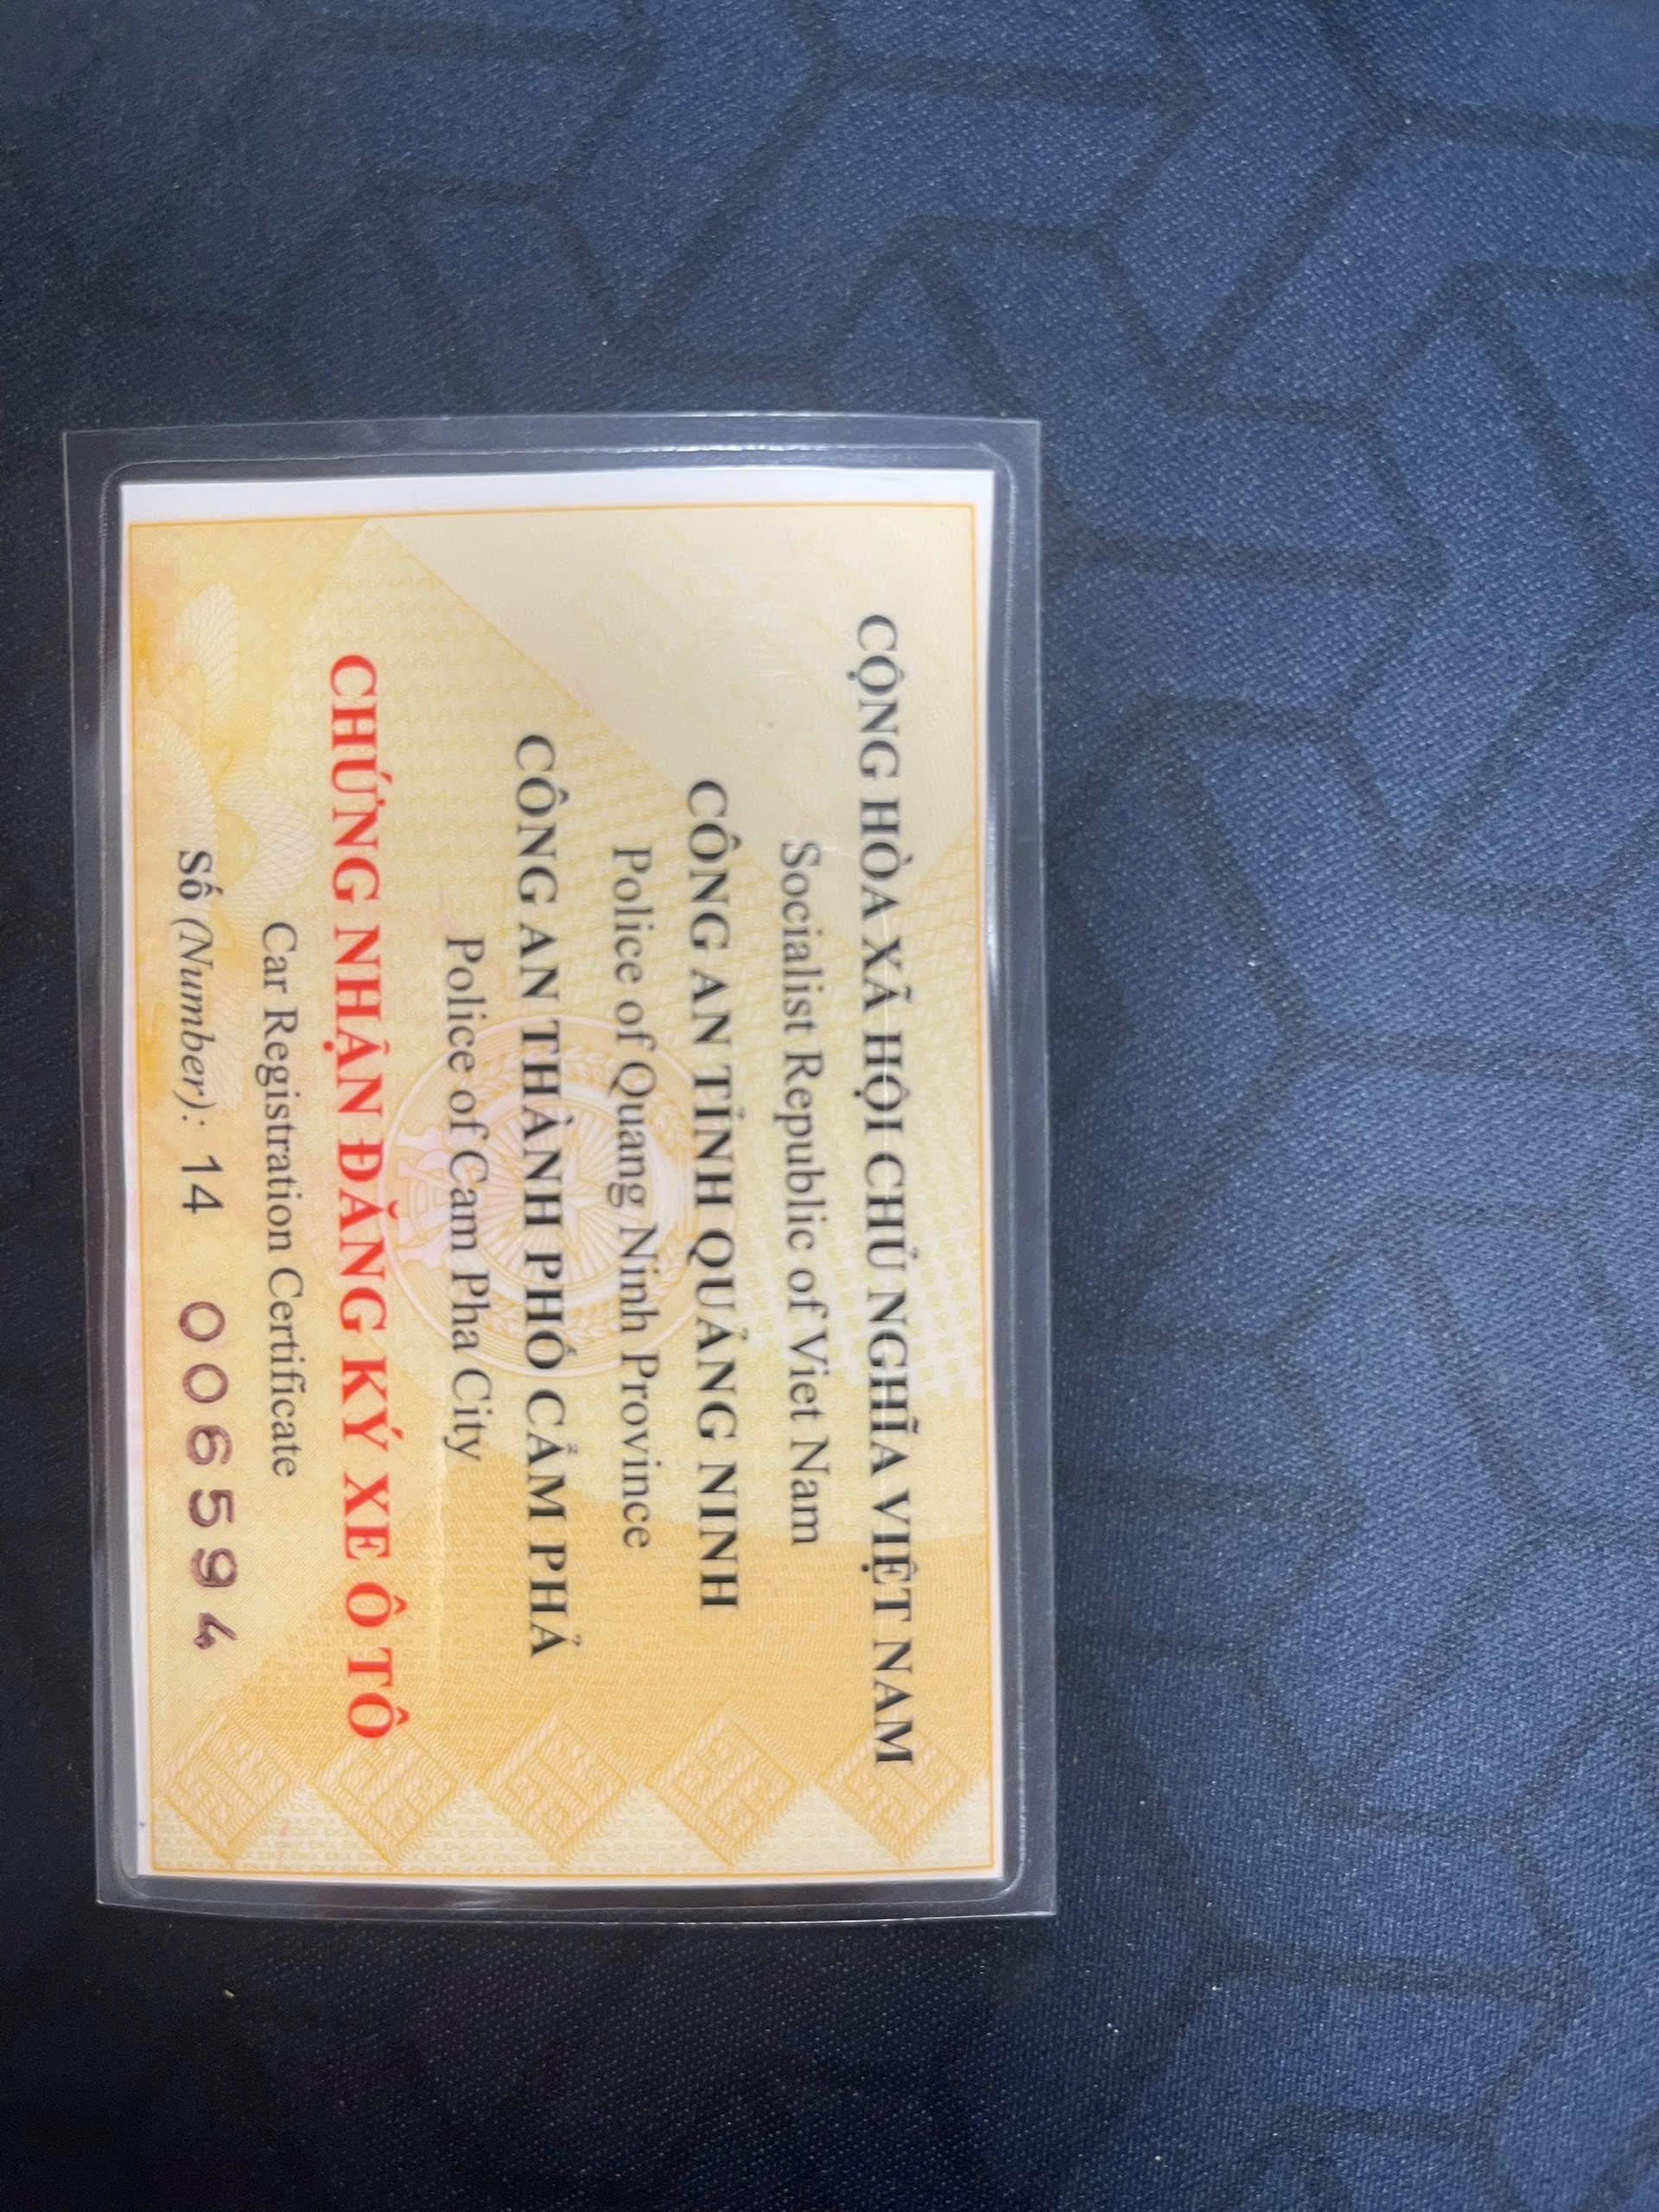 CỘNG HÒA XÃ HỘI CHỦ NGHĨA VIỆT NAM
Socialist Republic of Viet Nam
CÔNG AN TỈNH QUẢNG NINH
Police of Quang Ninh Province
CÔNG AN THÀNH PHỐ CẨM PHẢ
Police of Cam Pha City
CHỨNG NHẬN ĐĂNG KÝ XE Ô TÔ
Car Registration Certificate
Số (Number): 14 006594